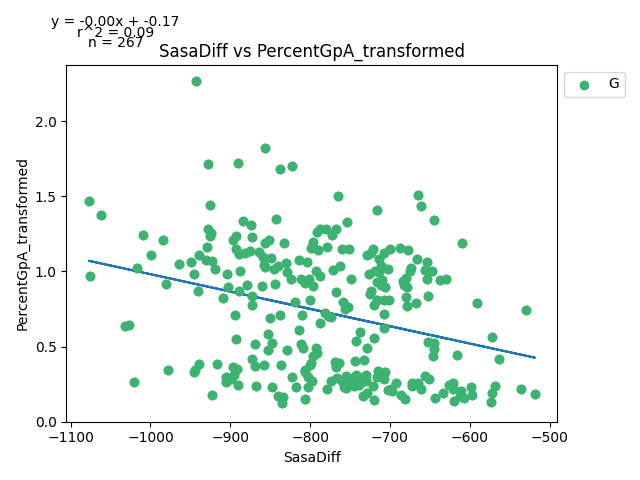 y = -0.00x + -0.17
r^2 = 0.09
n = 267
SasaDiff vs PercentGpA_transformed
G
PercentGpA_transformed
2.0
1.5
1.0
0.5
0.0
−1100 −1000 −900 −800 −700 −600 −500
SasaDiff